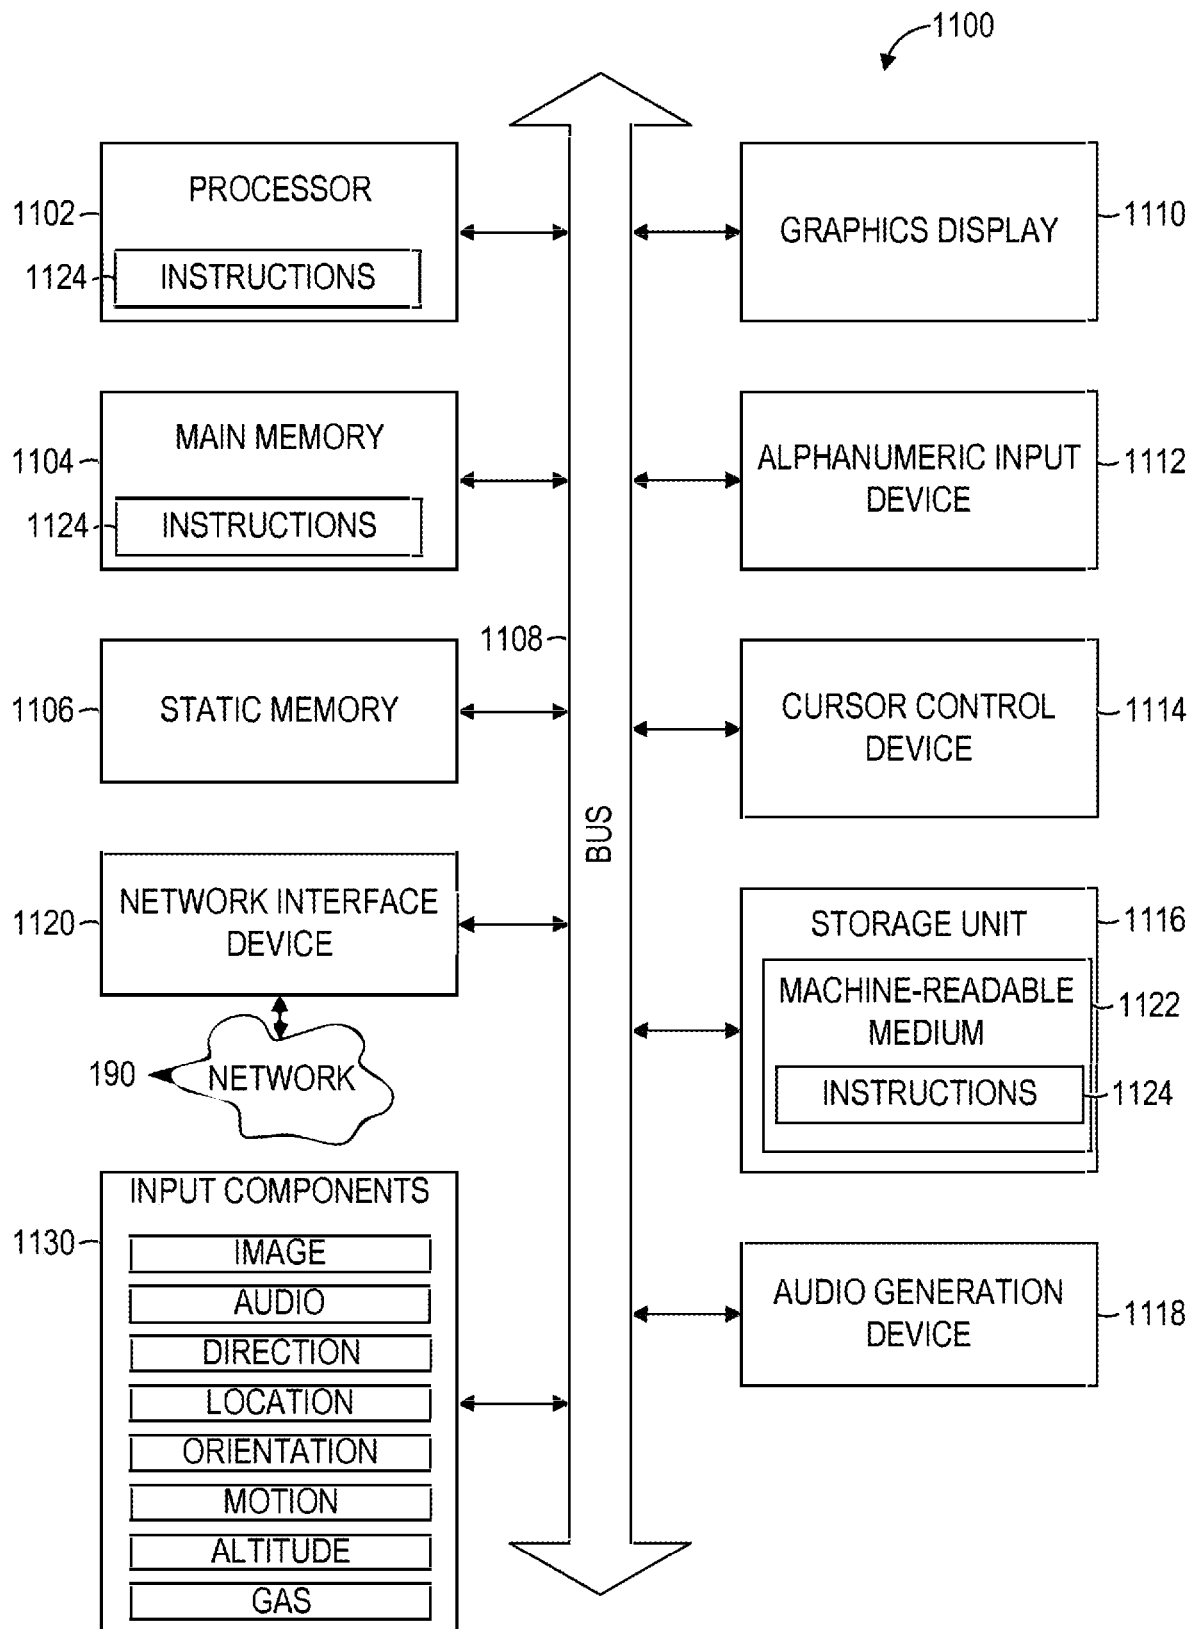 1100
PROCESSOR
1102
1124
INSTRUCTIONS
MAIN MEMORY
1104
1124
INSTRUCTIONS
1108
STATIC MEMORY
1106
BUS
NETWORK INTERFACE
DEVICE
1120
190
NETWORK
INPUT COMPONENTS
1130
IMAGE
AUDIO
DIRECTION
LOCATION
ORIENTATION
MOTION
ALTITUDE
GAS
GRAPHICS DISPLAY
1110
ALPHANUMERIC INPUT
DEVICE
1112
CURSOR CONTROL
DEVICE
1114
STORAGE UNIT
1116
MACHINE-READABLE
MEDIUM
1122
INSTRUCTIONS
1124
AUDIO GENERATION
DEVICE
1118